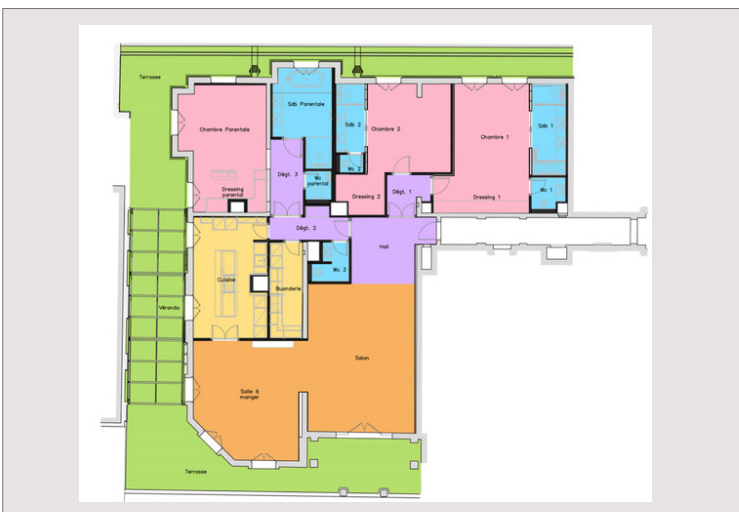 Terrasse
Sdb Parentale
Chambre Parentale
Sdb 2
Chambre 2
Chambre 1
Sdb 1
Wc 2
Dégt. 3
Wc
parental
Dressing
parental
Dressing 2
Dégt. 1
Dressing 1
Wc 1
Dégt. 2
Hall
Cuisine
Buanderie
Wc 3
Véranda
Salon
Salle à
manger
Terrasse